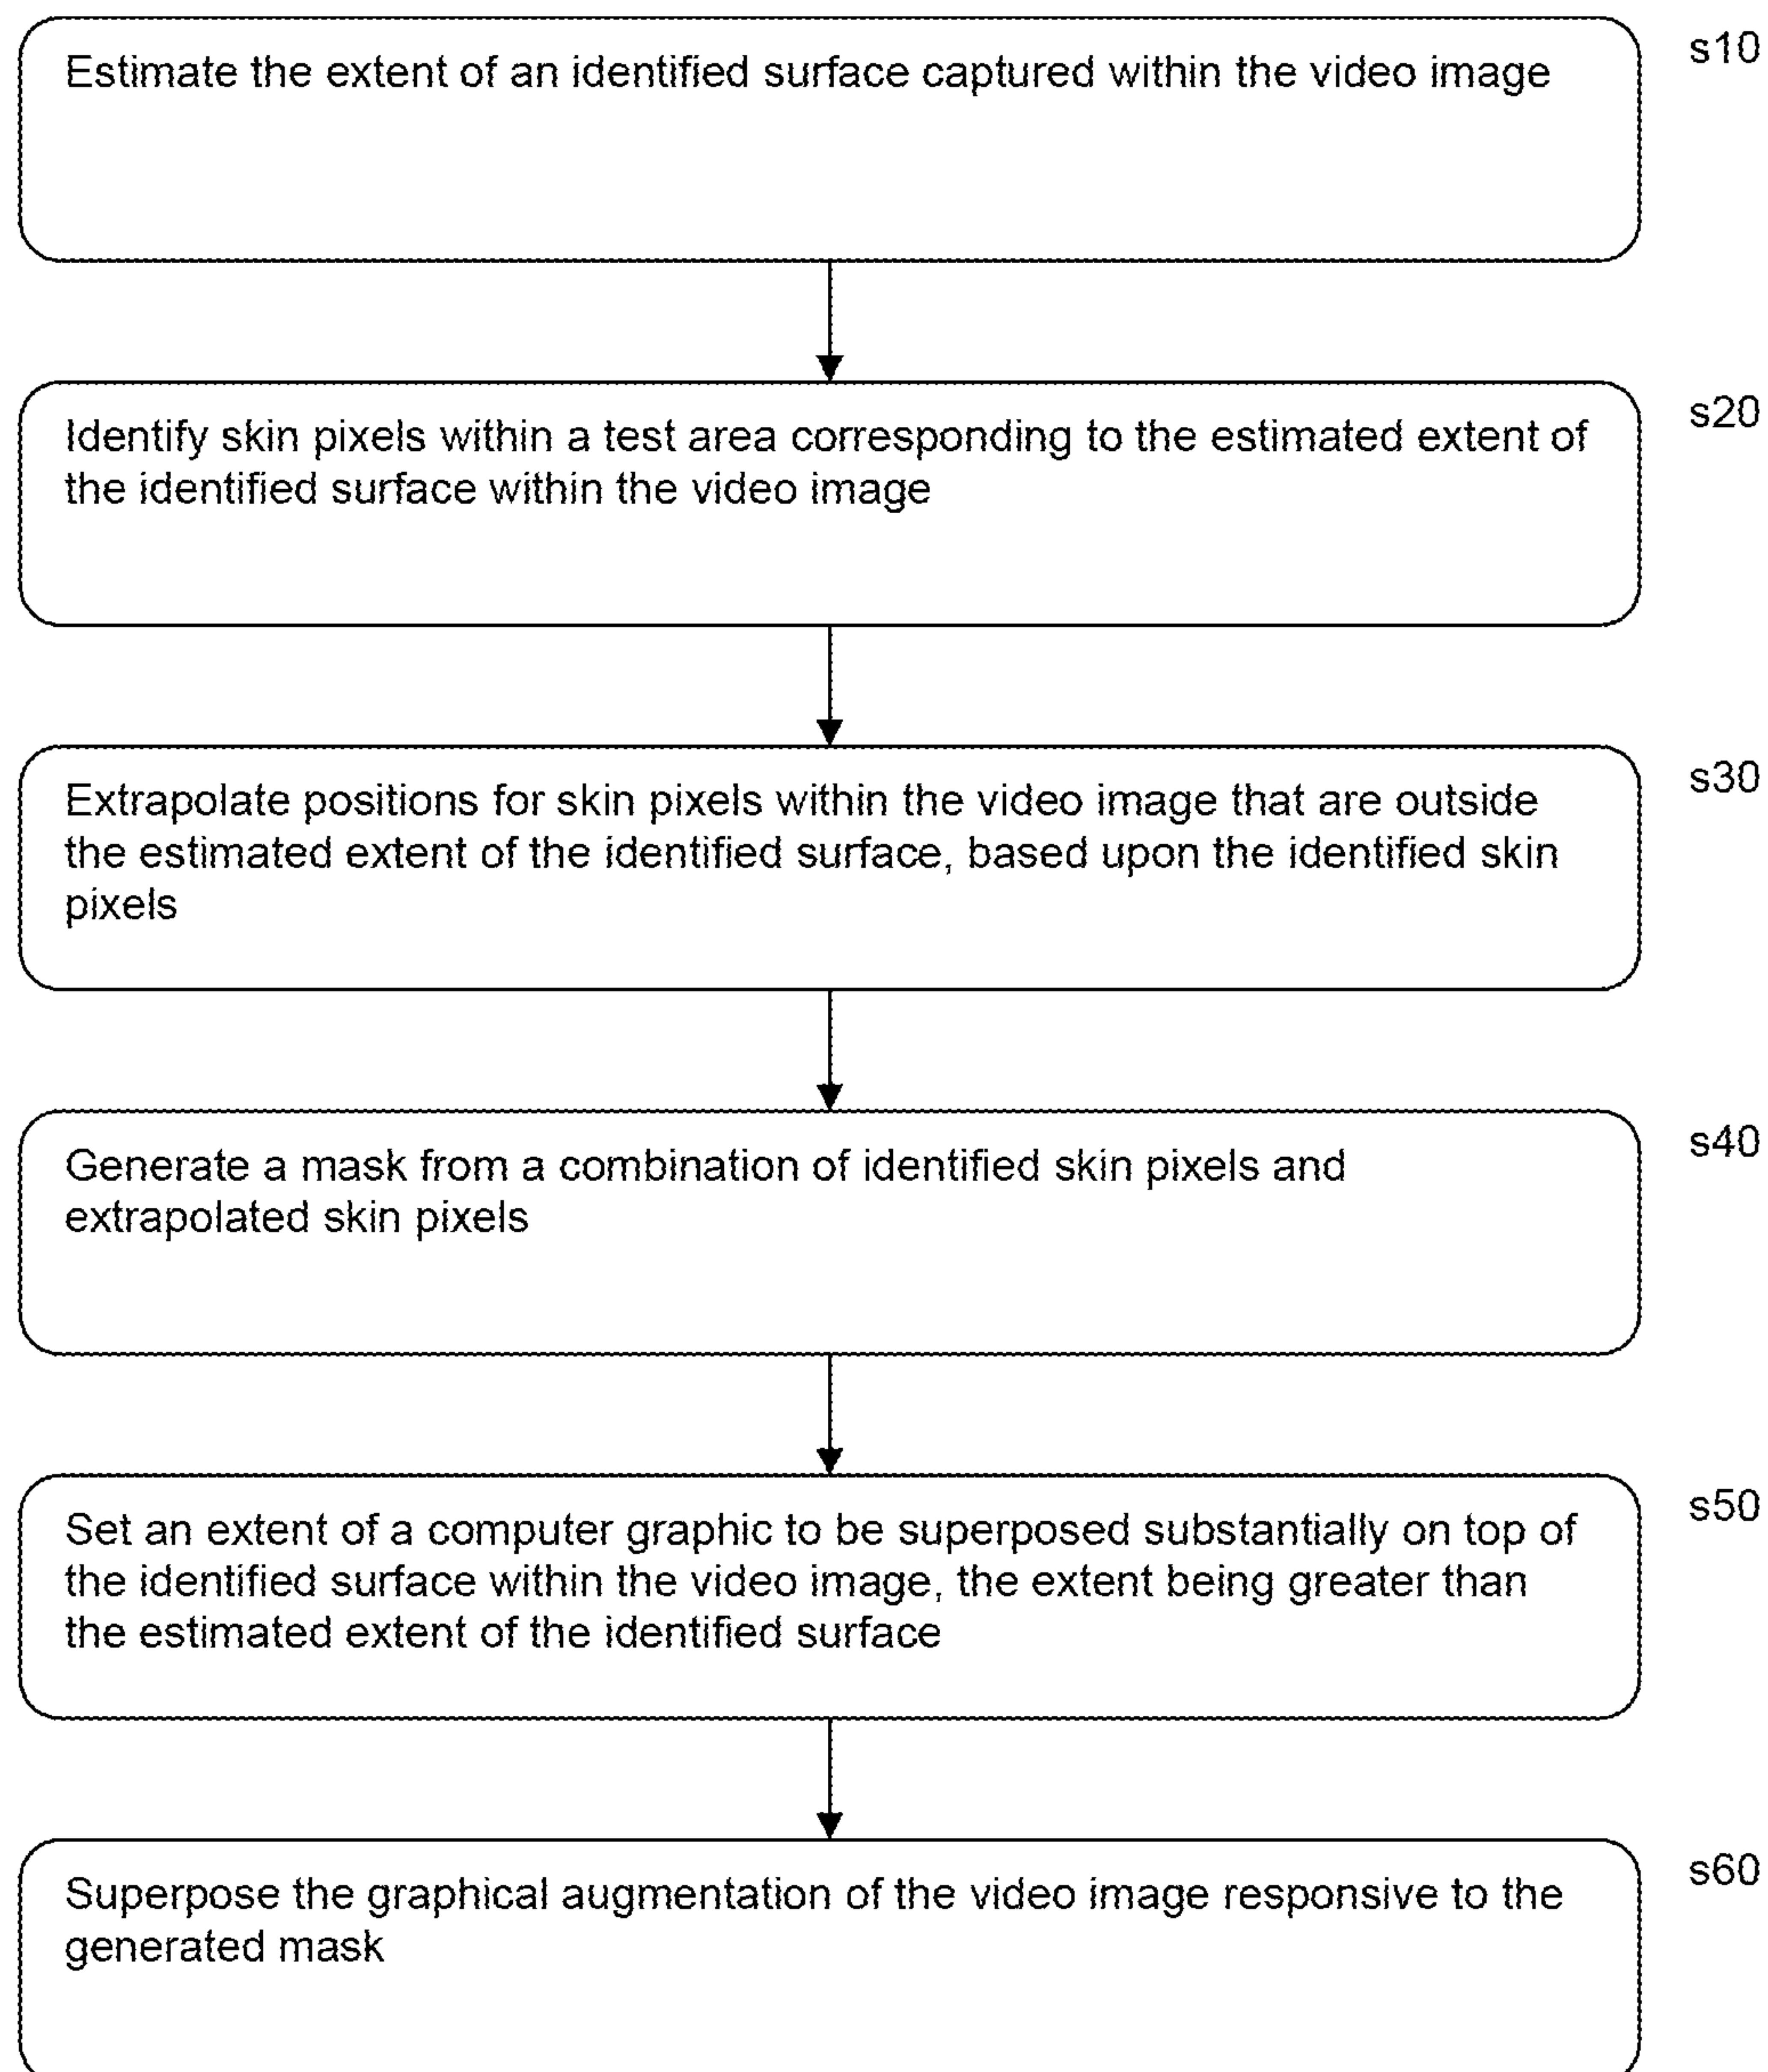 s10
Estimate the extent of an identified surface captured within the video image
s20
Identify skin pixels within a test area corresponding to the estimated extent of
the identified surface within the video image
s30
Extrapolate positions for skin pixels within the video image that are outside
the estimated extent of the identified surface, based upon the identified skin
pixels
s40
Generate a mask from a combination of identified skin pixels and
extrapolated skin pixels
s50
Set an extent of a computer graphic to be superposed substantially on top of
the identified surface within the video image, the extent being greater than
the estimated extent of the identified surface
s60
Superpose the graphical augmentation of the video image responsive to the
generated mask